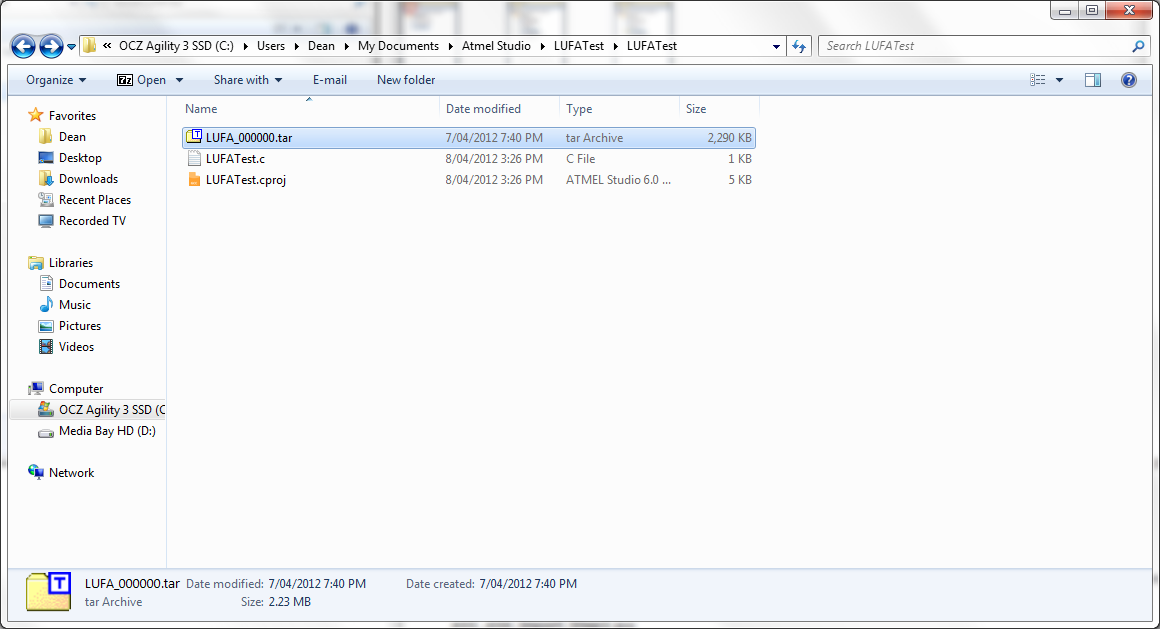 « OCZ Agility 3 SSD (C:) Users Dean My Documents Atmel Studio LUFATest LUFATest Search LUFATest
Organize 7z Open Share with E-mail New folder
Name Date modified Type Size
LUFA_000000.tar 7/04/2012 7:40 PM tar Archive 2,290 KB
LUFATest.c 8/04/2012 3:26 PM C File 1 KB
LUFATest.cproj 8/04/2012 3:26 PM ATMEL Studio 6.0 ... 5 KB
Favorites
Dean
Desktop
Downloads
Recent Places
Recorded TV
Libraries
Documents
Music
Pictures
Videos
Computer
OCZ Agility 3 SSD (C
Media Bay HD (D:)
Network
T
LUFA_000000.tar Date modified: 7/04/2012 7:40 PM Date created: 7/04/2012 7:40 PM
tar Archive Size: 2.23 MB